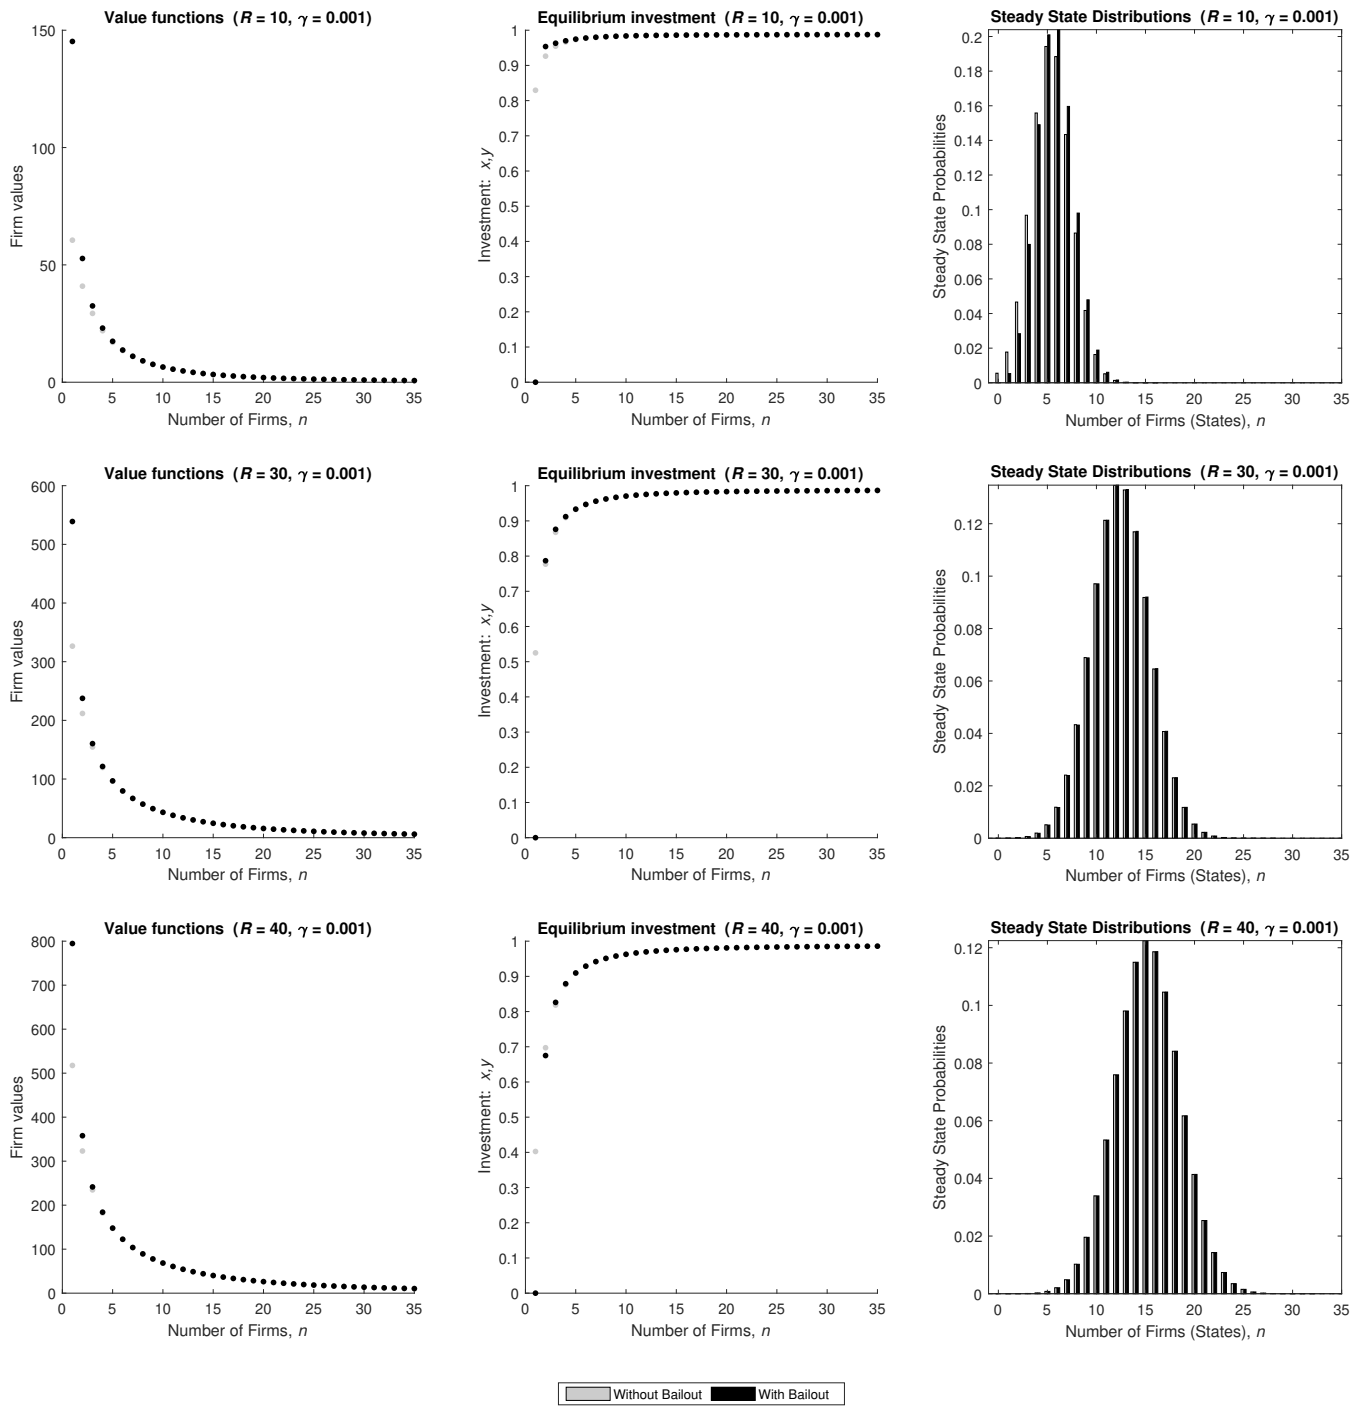 Value functions (R = 10, γ = 0.001)
150
100
50
0
Firm values
0 5 10 15 20 25 30 35
Number of Firms, n
Equilibrium investment (R = 10, γ = 0.001)
1
0.9
0.8
0.7
0.6
0.5
0.4
0.3
0.2
0.1
0
Investment: x,y
0 5 10 15 20 25 30 35
Number of Firms, n
Steady State Distributions (R = 10, γ = 0.001)
0.2
0.18
0.16
0.14
0.12
0.1
0.08
0.06
0.04
0.02
0
Steady State Probabilities
0 5 10 15 20 25 30 35
Number of Firms (States), n
Value functions (R = 30, γ = 0.001)
600
500
400
300
200
100
0
Firm values
0 5 10 15 20 25 30 35
Number of Firms, n
Equilibrium investment (R = 30, γ = 0.001)
1
0.9
0.8
0.7
0.6
0.5
0.4
0.3
0.2
0.1
0
Investment: x,y
0 5 10 15 20 25 30 35
Number of Firms, n
Steady State Distributions (R = 30, γ = 0.001)
0.12
0.1
0.08
0.06
0.04
0.02
0
Steady State Probabilities
0 5 10 15 20 25 30 35
Number of Firms (States), n
Value functions (R = 40, γ = 0.001)
800
700
600
500
400
300
200
100
0
Firm values
0 5 10 15 20 25 30 35
Number of Firms, n
Equilibrium investment (R = 40, γ = 0.001)
1
0.9
0.8
0.7
0.6
0.5
0.4
0.3
0.2
0.1
0
Investment: x,y
0 5 10 15 20 25 30 35
Number of Firms, n
Steady State Distributions (R = 40, γ = 0.001)
0.12
0.1
0.08
0.06
0.04
0.02
0
Steady State Probabilities
0 5 10 15 20 25 30 35
Number of Firms (States), n
Without Bailout With Bailout